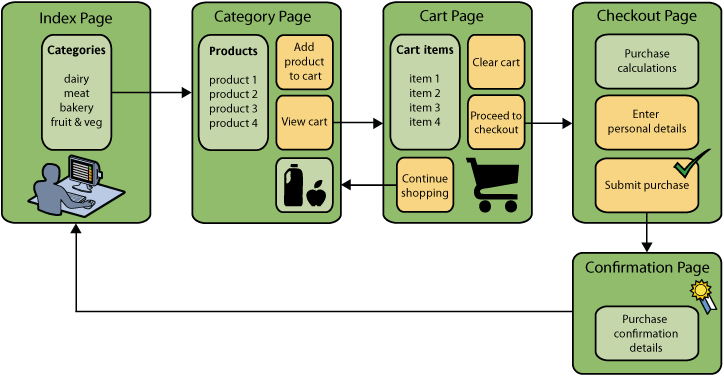 Index Page
Categories
dairy
meat
bakery
fruit & veg
Category Page
Products
product 1
product 2
product 3
product 4
Add
product
to cart
View cart
Cart Page
Cart items
item 1
item 2
item 3
item 4
Clear cart
Proceed to
checkout
Continue
shopping
Checkout Page
Purchase
calculations
Enter
personal details
Submit purchase
Confirmation Page
Purchase
confirmation
details